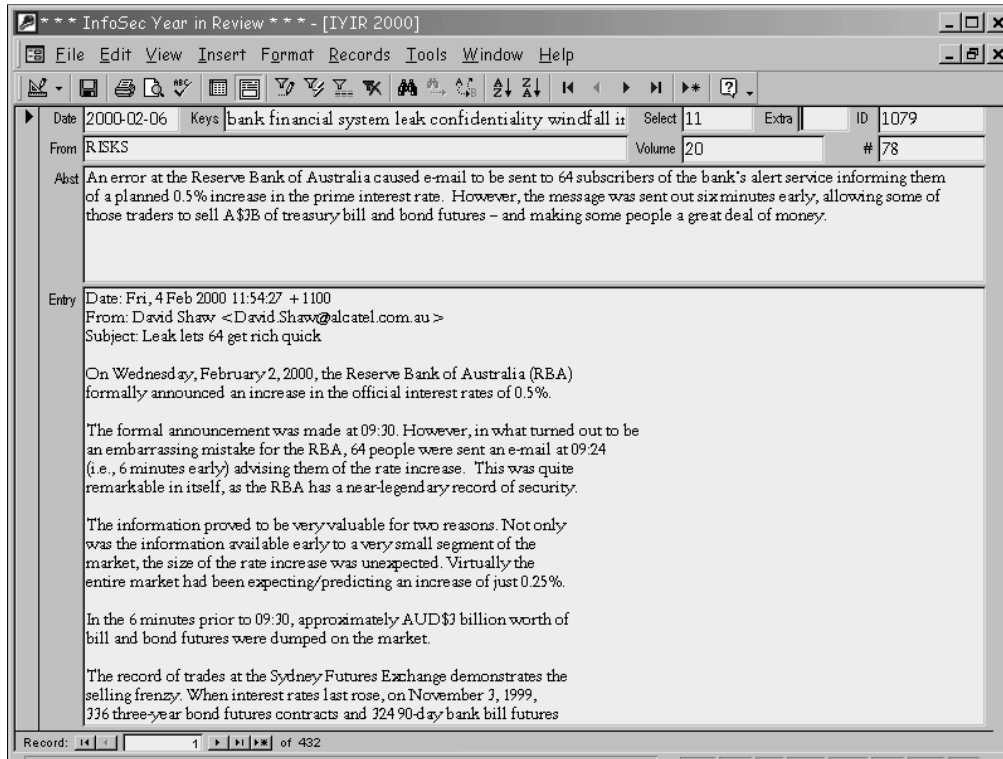 * * * InfoSec Year in Review * * * - [IYIR 2000]
File Edit View Insert Format Records Tools Window Help
Date 2000-02-06 Keys bank financial system leak confidentiality windfall Select 11 Extra ID 1079
From RISKS Volume 20 # 78
Abst An error at the Reserve Bank of Australia caused e-mail to be sent to 64 subscribers of the bank's alert service informing them
of a planned 0.5% increase in the prime interest rate. However, the message was sent out six minutes early, allowing some of
those traders to sell A$3B of treasury bill and bond futures – and making some people a great deal of money.
Entry Date: Fri, 4 Feb 2000 11:54:27 +1100
From: David Shaw <David.Shaw@alcatel.com.au>
Subject: Leak lets 64 get rich quick
On Wednesday, February 2, 2000, the Reserve Bank of Australia (RBA)
formally announced an increase in the official interest rates of 0.5%.
The formal announcement was made at 09:30. However, in what turned out to be
an embarrassing mistake for the RBA, 64 people were sent an e-mail at 09:24
(i.e., 6 minutes early) advising them of the rate increase. This was quite
remarkable in itself, as the RBA has a near-legendary record of security.
The information proved to be very valuable for two reasons. Not only
was the information available early to a very small segment of the
market, the size of the rate increase was unexpected. Virtually the
entire market had been expecting/predicting an increase of just 0.25%.
In the 6 minutes prior to 09:30, approximately AUD$3 billion worth of
bill and bond futures were dumped on the market.
The record of trades at the Sydney Futures Exchange demonstrates the
selling frenzy. When interest rates last rose, on November 3, 1999,
336 three-year bond futures contracts and 324 90-day bank bill futures
Record: 1 of 432